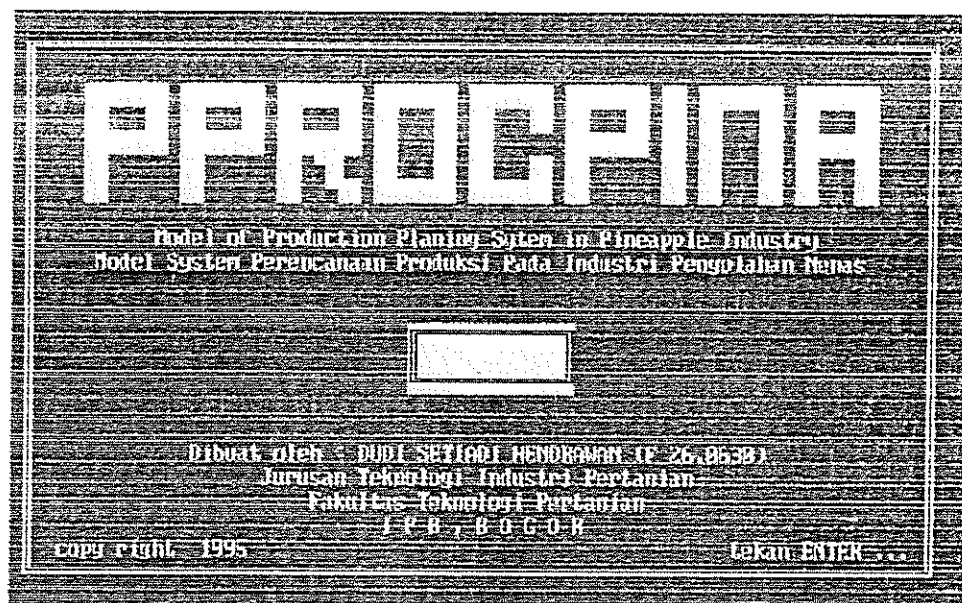 PPROCPINA
Model of Production Planing Sytem in Pineapple Industry
Model System Perencanaan Produksi Pada Industri Pengolahan Nenas
Dibuat oleh : DUDI SETIADI HENDRAWAN (F 26.0630)
Jurusan Teknologi Industri Pertanian
Fakultas Teknologi Pertanian
I P B , B O G O R
copy right 1995
tekan ENTER ...